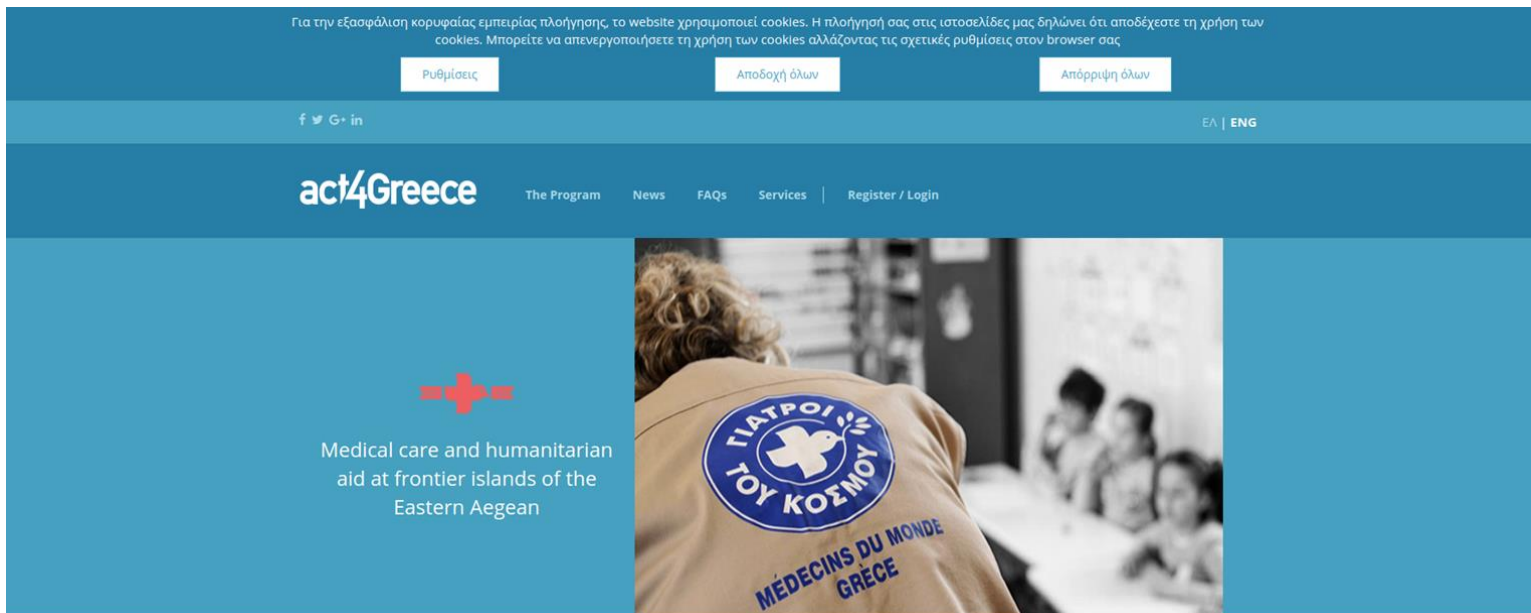 Για την εξασφάλιση κορυφαίας εμπειρίας πλοήγησης, το website χρησιμοποιεί cookies. Η πλοήγησή σας στις ιστοσελίδες μας δηλώνει ότι αποδέχεστε τη χρήση των
cookies. Μπορείτε να απενεργοποιήσετε τη χρήση των cookies αλλάζοντας τις σχετικές ρυθμίσεις στον browser σας
Ρυθμίσεις
Αποδοχή όλων
Απόρριψη όλων
ΕΛ | ENG
act4Greece
The Program
News
FAQs
Services
Register / Login
Medical care and humanitarian
aid at frontier islands of the
Eastern Aegean
ΓΙΑΤΡΟΙ
ΤΟΥ ΚΟΣΜΟΥ
MÉDECINS DU MONDE
GRÈCE